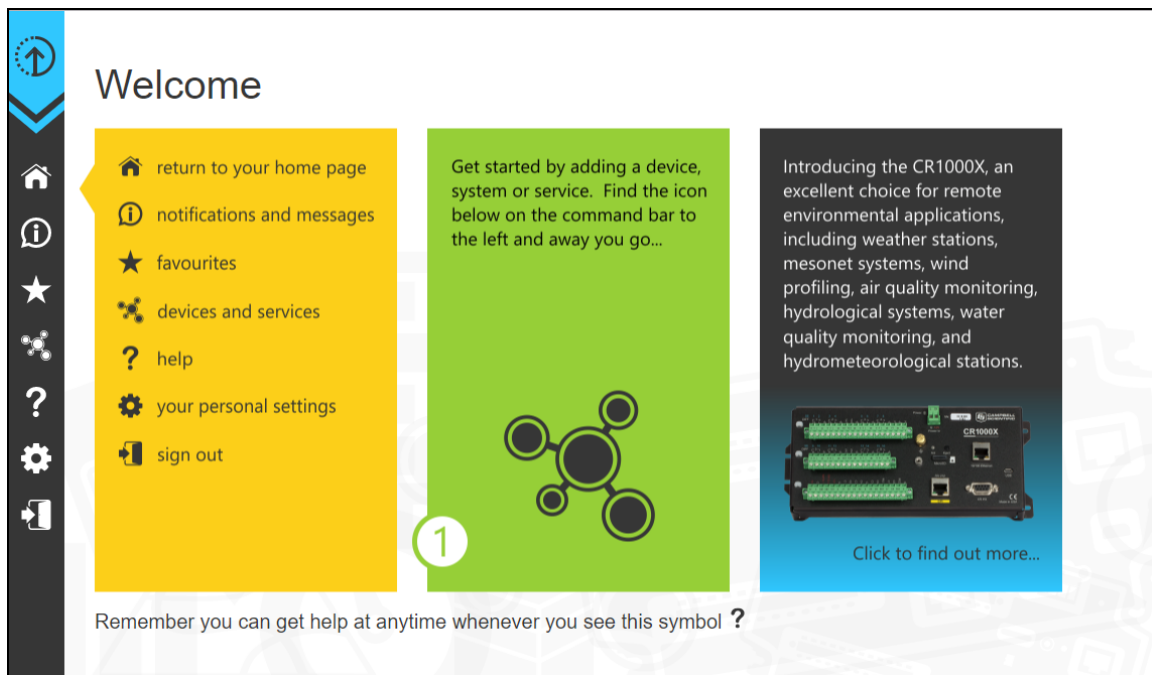 Welcome
return to your home page
notifications and messages
favourites
devices and services
help
your personal settings
sign out
Get started by adding a device,
system or service.  Find the icon
below on the command bar to
the left and away you go...
1
Introducing the CR1000X, an
excellent choice for remote
environmental applications,
including weather stations,
mesonet systems, wind
profiling, air quality monitoring,
hydrological systems, water
quality monitoring, and
hydrometeorological stations.
CAMPBELL
SCIENTIFIC
CR1000X
Click to find out more...
Remember you can get help at anytime whenever you see this symbol ?